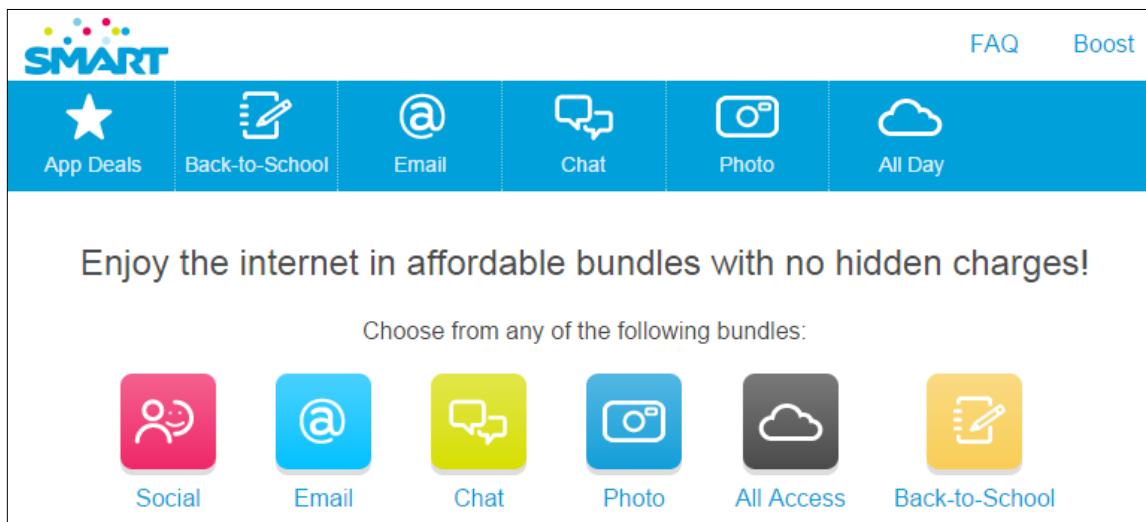 SMART
FAQ Boost
App Deals Back-to-School Email Chat Photo All Day
Enjoy the internet in affordable bundles with no hidden charges!
Choose from any of the following bundles:
Social Email Chat Photo All Access Back-to-School